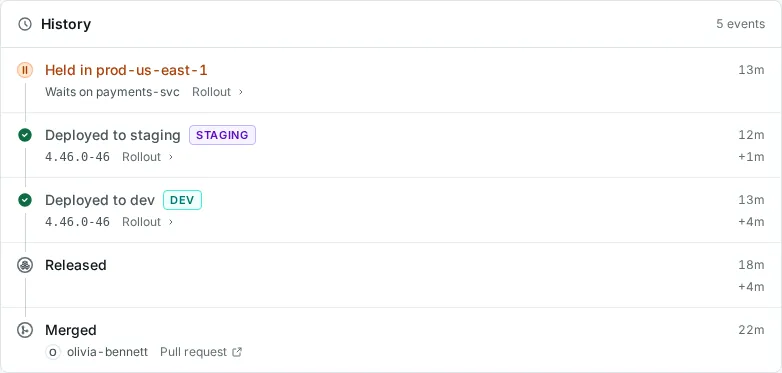 History 5 events
Held in prod-us-east-1 13m
Waits on payments-svc Rollout
Deployed to staging STAGING 12m
4.46.0-46 Rollout +1m
Deployed to dev DEV 13m
4.46.0-46 Rollout +4m
Released 18m
+4m
Merged 22m
O olivia-bennett Pull request